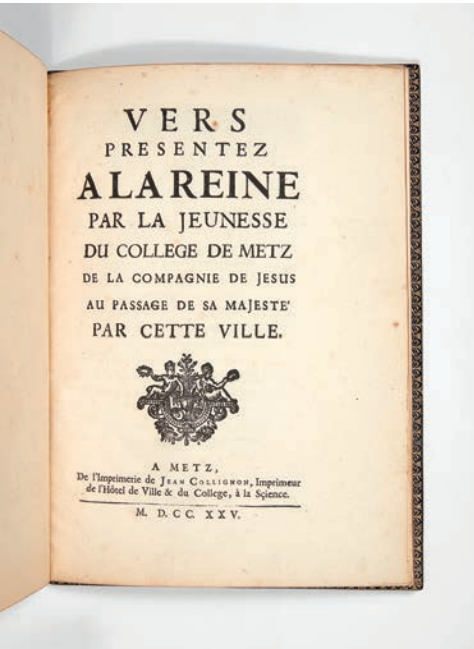 VERS
PRESENTEZ
A LA REINE
PAR LA JEUNESSE
DU COLLEGE DE METZ
DE LA COMPAGNIE DE JESUS
AU PASSAGE DE SA MAJESTE'
PAR CETTE VILLE.
A METZ,
De l'Imprimerie de JEAN COLLIGNON, Imprimeur
de l'Hôtel de Ville & du College, à la Science.
M. D. CC. XXV.